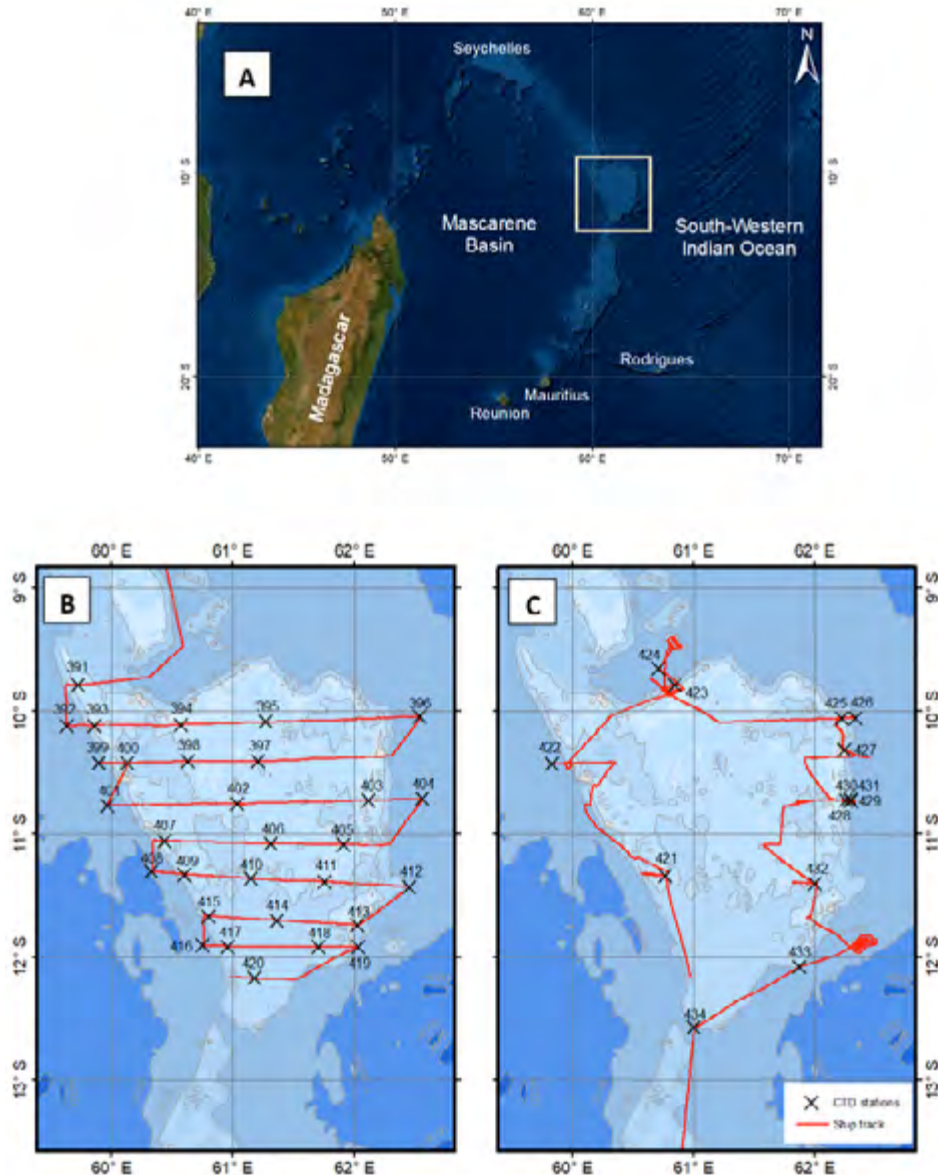 40° E 50° E 60° E 70° E
N
A
Seychelles
10° S 10° S
Mascarene
Basin
South-Western
Indian Ocean
Madagascar
Rodrigues
Mauritius
Reunion
20° S 20° S
40° E 50° E 60° E 70° E
60° E 61° E 62° E
B
391
392 393 394 395 396
399 400 398 397
401 402 403 404
407 406 405
408 409 410 411 412
415 414 413
416 417 418 419
420
60° E 61° E 62° E
60° E 61° E 62° E
9° S 9° S
C
424
423
10° S 10° S
425 426
422 427
430 431
429
428
11° S 11° S
421 432
12° S 12° S
433
434
13° S 13° S
CTD stations
Ship track
60° E 61° E 62° E